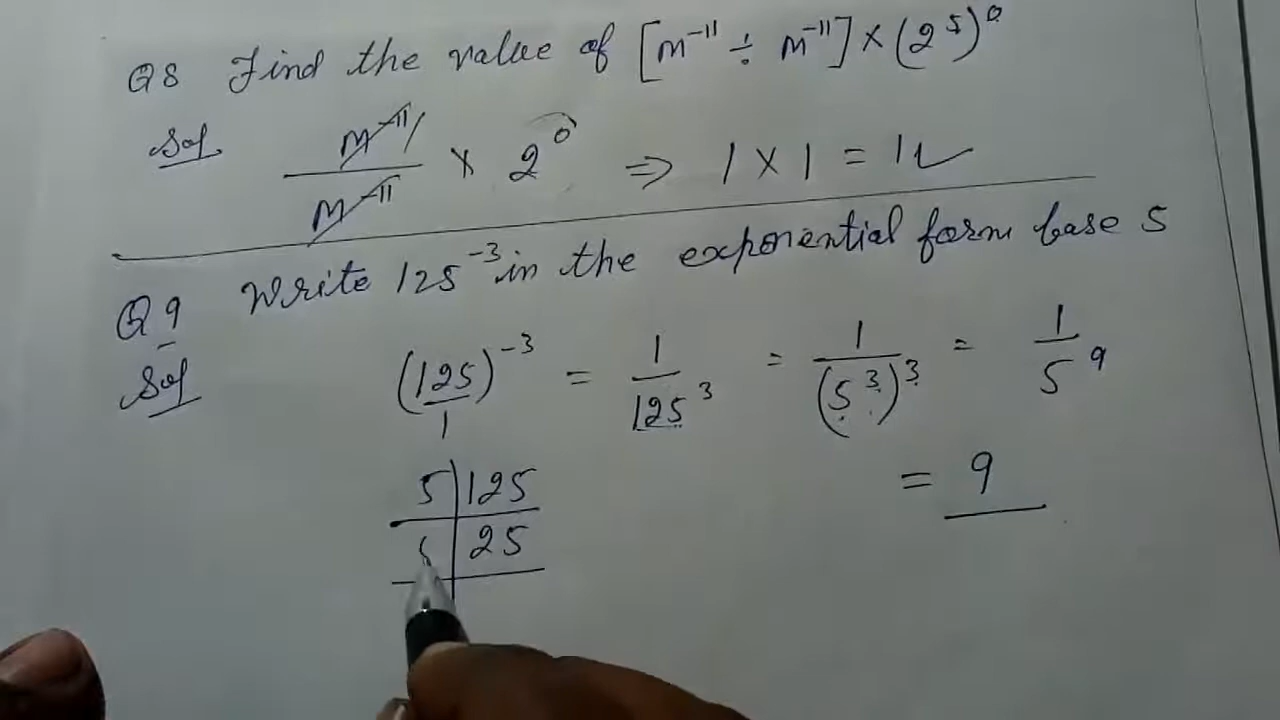 Q8 Find the value of [m⁻¹¹ ÷ m⁻¹¹] × (2⁵)⁰
Sol m⁻¹¹/m⁻¹¹ × 2⁰ ⇒ 1 × 1 = 1
Q9 Write 125⁻³ in the exponential form base 5
Sol (125/1)⁻³ = 1/125³ = 1/(5³)³ = 1/5⁹
= 9
5 | 125
5 | 25